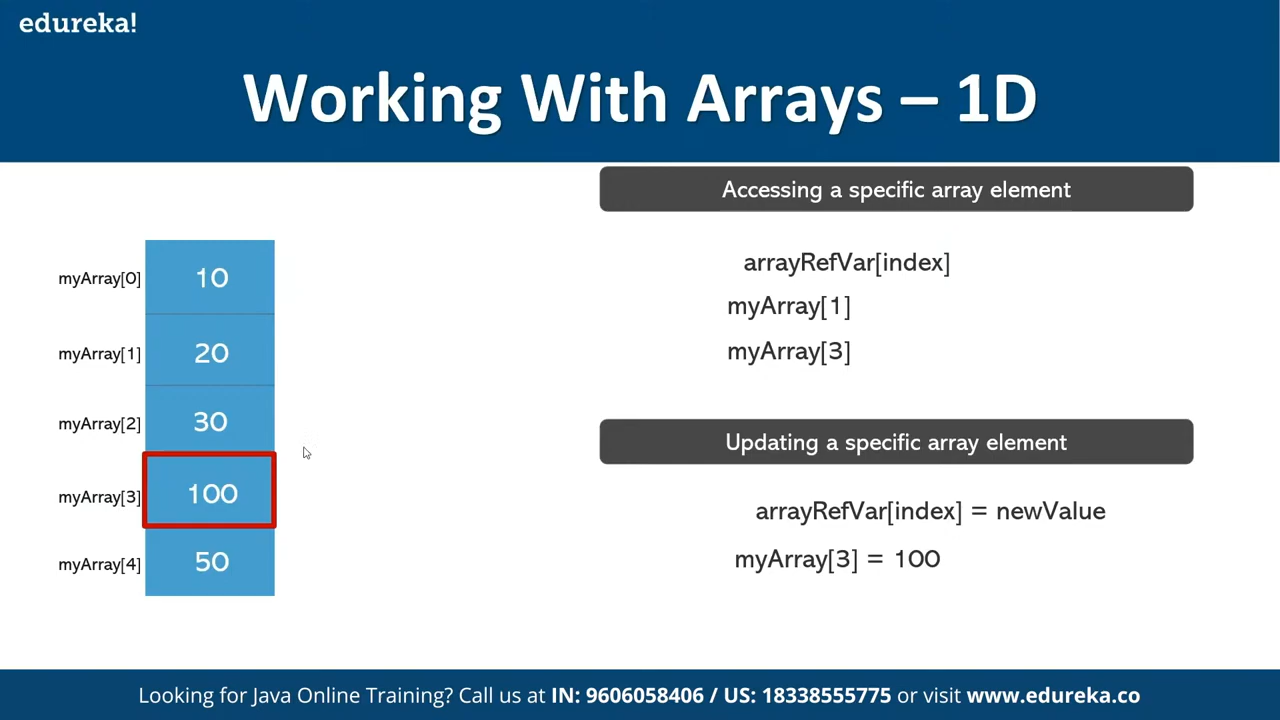 edureka!
Working With Arrays – 1D
Accessing a specific array element
arrayRefVar[index]
myArray[1]
myArray[3]
Updating a specific array element
arrayRefVar[index] = newValue
myArray[3] = 100
myArray[0] 10
myArray[1] 20
myArray[2] 30
myArray[3] 100
myArray[4] 50
Looking for Java Online Training? Call us at IN: 9606058406 / US: 18338555775 or visit www.edureka.co